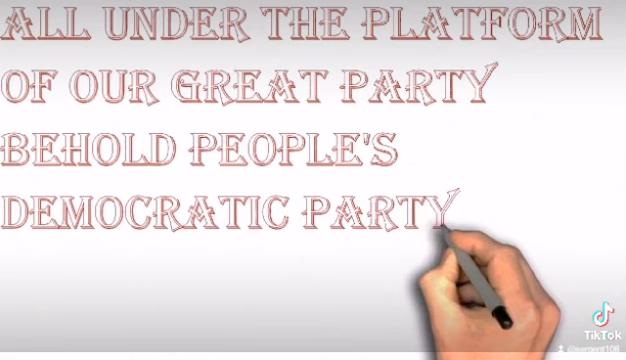 ALL UNDER THE PLATFORM
OF OUR GREAT PARTY
BEHOLD PEOPLE'S
DEMOCRATIC PARTY
TikTok